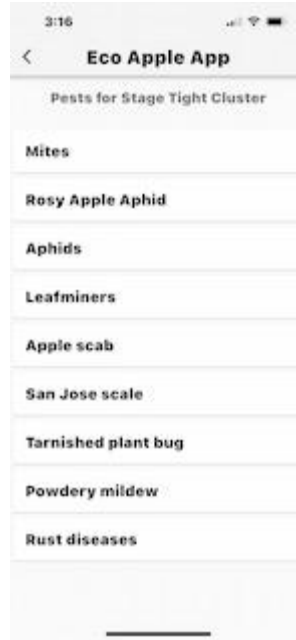 3:16
Eco Apple App
Pests for Stage Tight Cluster
Mites
Rosy Apple Aphid
Aphids
Leafminers
Apple scab
San Jose scale
Tarnished plant bug
Powdery mildew
Rust diseases